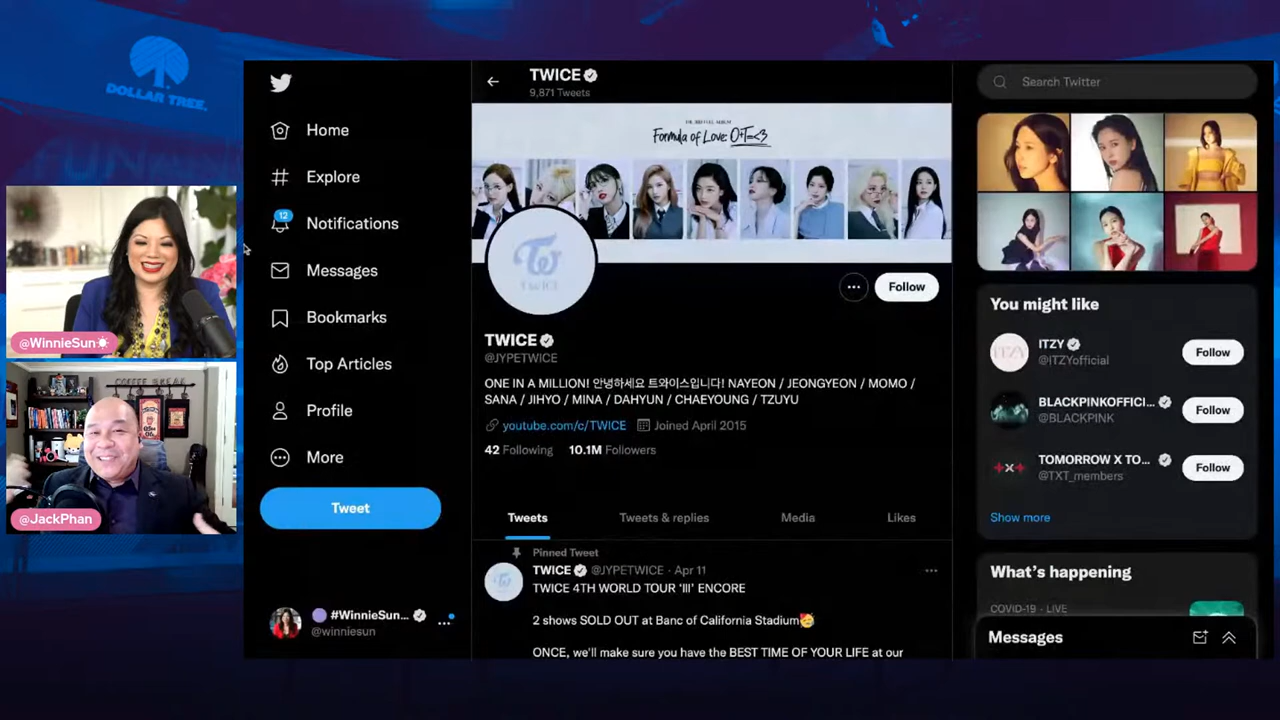 DOLLAR TREE
@WinnieSun☀
COFFEE BREAK
@JackPhan
Home
Explore
12
Notifications
Messages
Bookmarks
Top Articles
Profile
More
Tweet
#WinnieSun...
@winniesun
TWICE
9,871 Tweets
Formula of Love: O+T=<3
TWICE
Follow
TWICE
@JYPETWICE
ONE IN A MILLION! 안녕하세요 트와이스입니다! NAYEON / JEONGYEON / MOMO /
SANA / JIHYO / MINA / DAHYUN / CHAEYOUNG / TZUYU
youtube.com/c/TWICE Joined April 2015
42 Following 10.1M Followers
Tweets Tweets & replies Media Likes
Pinned Tweet
TWICE @JYPETWICE · Apr 11
TWICE 4TH WORLD TOUR 'III' ENCORE
2 shows SOLD OUT at Banc of California Stadium🥳
ONCE, we'll make sure you have the BEST TIME OF YOUR LIFE at our
Search Twitter
You might like
ITZY
ITZY
@ITZYofficial
Follow
BLACKPINKOFFICI...
@BLACKPINK
Follow
TOMORROW X TO...
@TXT_members
Follow
Show more
What's happening
COVID-19 · LIVE
Messages